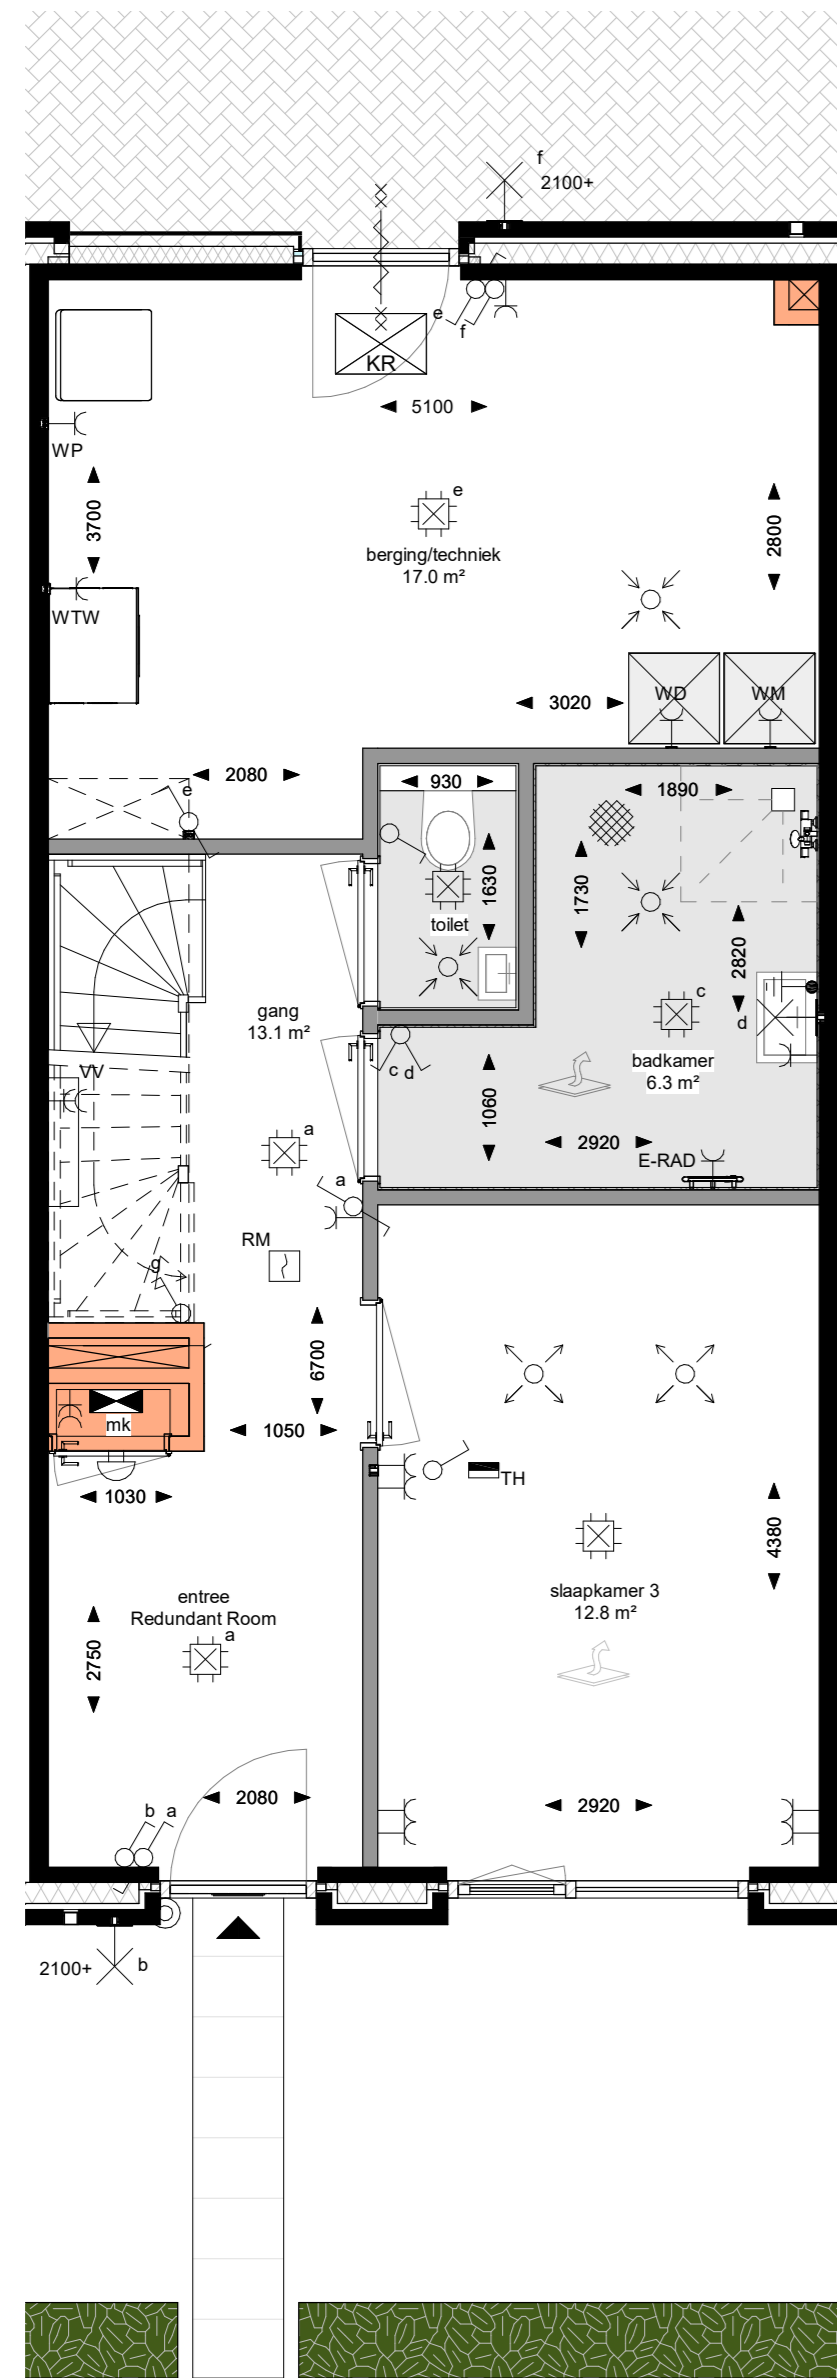 f
2100+
e
f
KR
5100
WP
3700
e
2800
berging/techniek
17.0 m²
WTW
3020
WD
WM
2080
e
930
1890
1630
1730
toilet
2820
gang
13.1 m²
c
d
badkamer
6.3 m²
c d
VV
1060
a
2920
E-RAD
a
RM
g
6700
mk
1050
TH
1030
4380
entree
Redundant Room
a
slaapkamer 3
12.8 m²
2750
2080
2920
b a
2100+
b